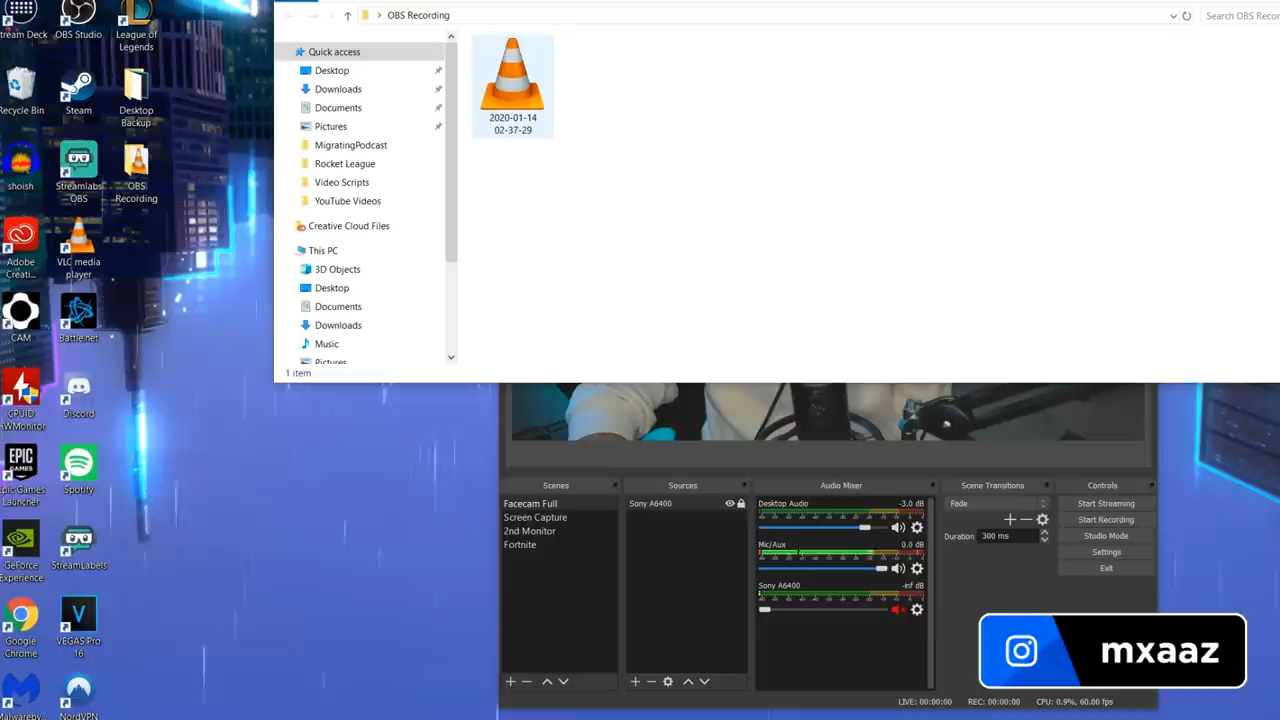 OBS Recording
Search OBS Recor
Stream Deck
OBS Studio
League of
Legends
Recycle Bin
Steam
Desktop
Backup
shoish
Streamlabs
OBS
OBS
Recording
Adobe
Creati...
VLC media
player
CAM
Battle.net
CPUID
HWMonitor
Discord
Epic Games
Launcher
Spotify
GeForce
Experience
StreamLabels
Google
Chrome
VEGAS Pro
16
Malwareby...
NordVPN
Quick access
Desktop
Downloads
Documents
Pictures
MigratingPodcast
Rocket League
Video Scripts
YouTube Videos
Creative Cloud Files
This PC
3D Objects
Desktop
Documents
Downloads
Music
Pictures
1 item
2020-01-14
02-37-29
Scenes
Facecam Full
Screen Capture
2nd Monitor
Fortnite
Sources
Sony A6400
Audio Mixer
Desktop Audio -3.0 dB
Mic/Aux 0.0 dB
Sony A6400 -inf dB
Scene Transitions
Fade
Duration 300 ms
Controls
Start Streaming
Start Recording
Studio Mode
Settings
Exit
mxaaz
LIVE: 00:00:00 REC: 00:00:00 CPU: 0.9%, 60.00 fps